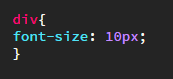 div{
font-size: 10px;
}